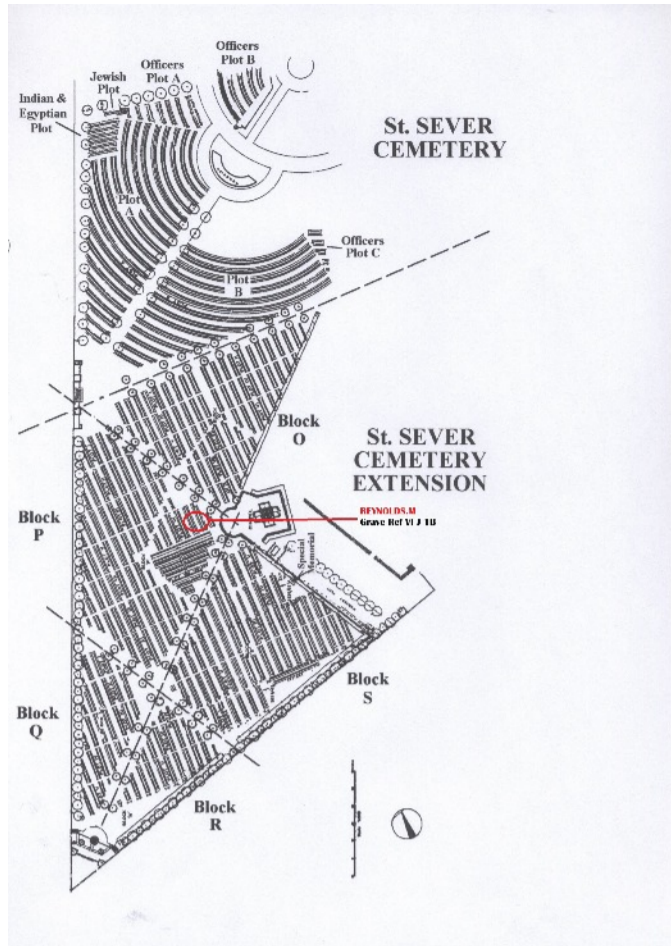 Officers
Plot B
Officers
Plot A
Jewish
Plot
Indian &
Egyptian
Plot
St. SEVER
CEMETERY
Plot
A
Officers
Plot C
Plot
B
Block
O
St. SEVER
CEMETERY
EXTENSION
REYNOLDS.M
Grave Ref VI J 1B
Block
P
Special
Memorial
Block
S
Block
Q
Block
R